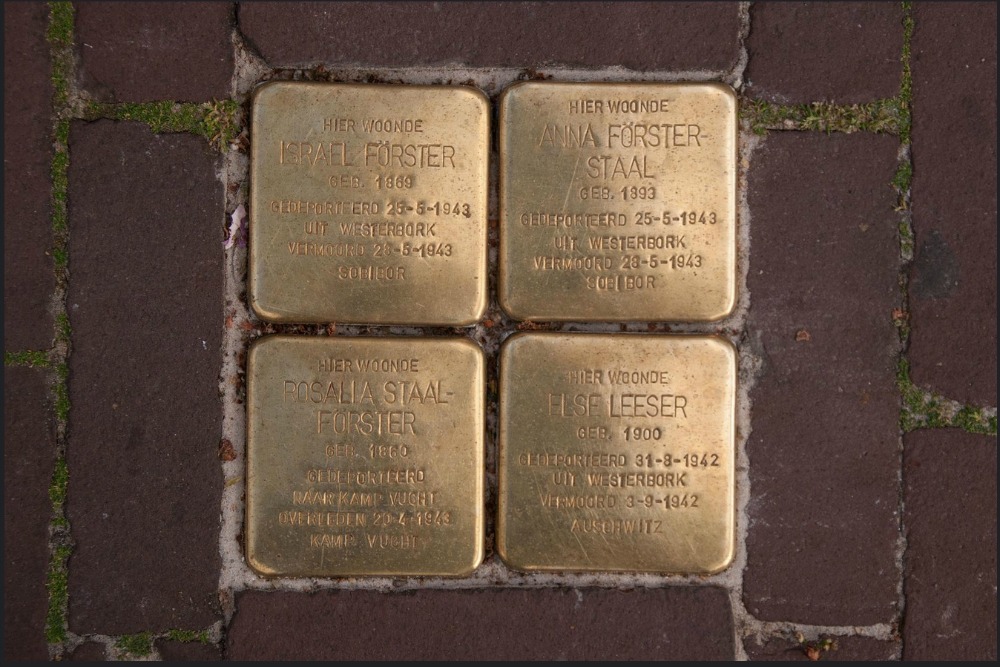 HIER WOONDE
ISRAEL FÖRSTER
GEB. 1869
GEDEPORTEERD 25-5-1943
UIT WESTERBORK
VERMOORD 28-5-1943
SOBIBOR
HIER WOONDE
ANNA FÖRSTER-
STAAL
GEB. 1893
GEDEPORTEERD 25-5-1943
UIT WESTERBORK
VERMOORD 28-5-1943
SOBIBOR
HIER WOONDE
ROSALIA STAAL-
FÖRSTER
GEB. 1860
GEDEPORTEERD
NAAR KAMP VUGHT
OVERLEDEN 20-4-1943
KAMP VUGHT
HIER WOONDE
ELSE LEESER
GEB. 1900
GEDEPORTEERD 31-8-1942
UIT WESTERBORK
VERMOORD 3-9-1942
AUSCHWITZ